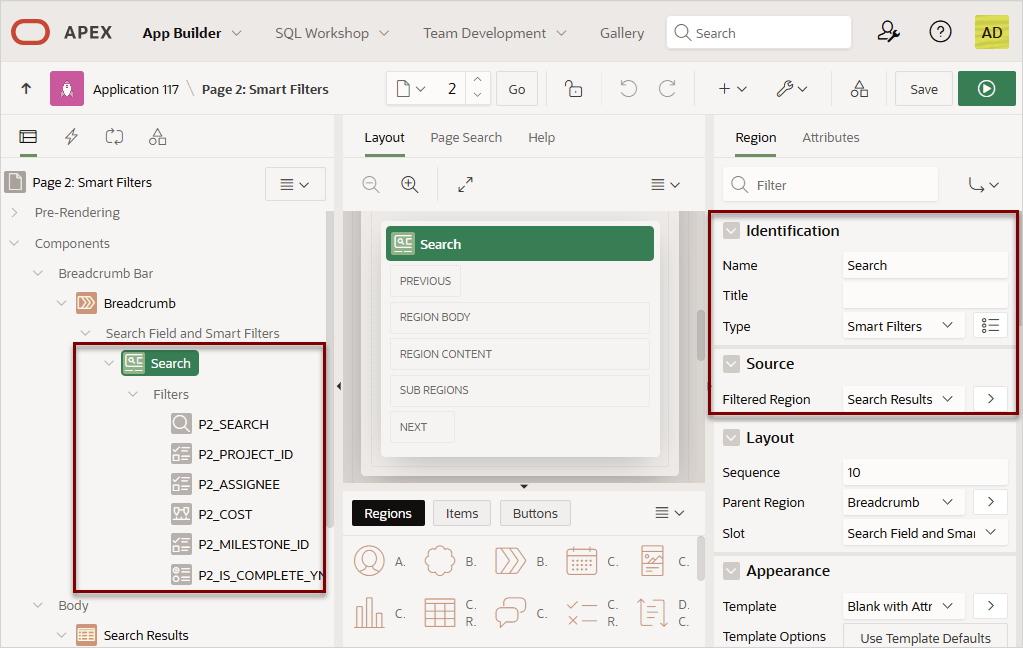 APEX App Builder SQL Workshop Team Development Gallery Search AD
Application 117 \ Page 2: Smart Filters 2 Go Save
Layout Page Search Help
Region Attributes
Page 2: Smart Filters
Filter
Pre-Rendering
Components
Breadcrumb Bar
Breadcrumb
Search Field and Smart Filters
Search
Filters
P2_SEARCH
P2_PROJECT_ID
P2_ASSIGNEE
P2_COST
P2_MILESTONE_ID
P2_IS_COMPLETE_YN
Body
Search Results
Search
PREVIOUS
REGION BODY
REGION CONTENT
SUB REGIONS
NEXT
Regions Items Buttons
A. B. B. C. C.
C. C. R. C. C. R. D. C.
Identification
Name Search
Title
Type Smart Filters
Source
Filtered Region Search Results
Layout
Sequence 10
Parent Region Breadcrumb
Slot Search Field and Smar
Appearance
Template Blank with Attr
Template Options Use Template Defaults